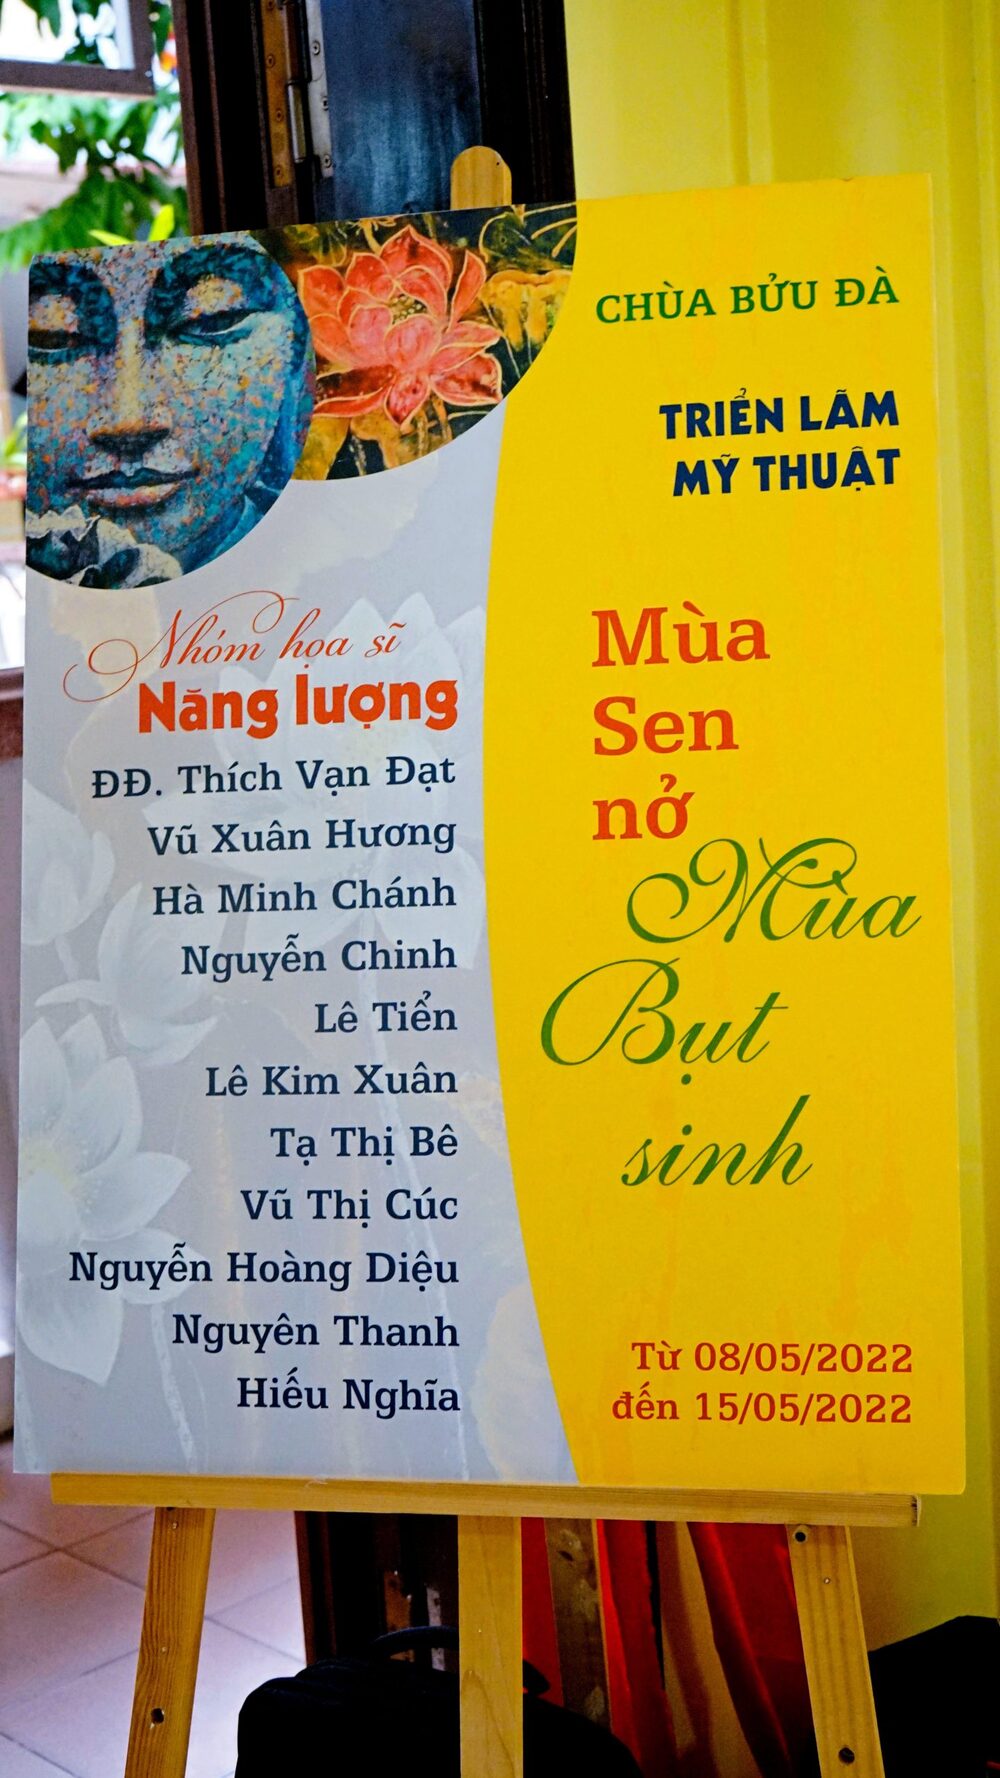 CHÙA BỬU ĐÀ
TRIỂN LÃM
MỸ THUẬT
Mùa
Sen
nở
Mùa
Bụt
sinh
Từ 08/05/2022
đến 15/05/2022
Nhóm họa sĩ
Năng lượng
ĐĐ. Thích Vạn Đạt
Vũ Xuân Hương
Hà Minh Chánh
Nguyễn Chinh
Lê Tiển
Lê Kim Xuân
Tạ Thị Bê
Vũ Thị Cúc
Nguyễn Hoàng Diệu
Nguyên Thanh
Hiếu Nghĩa